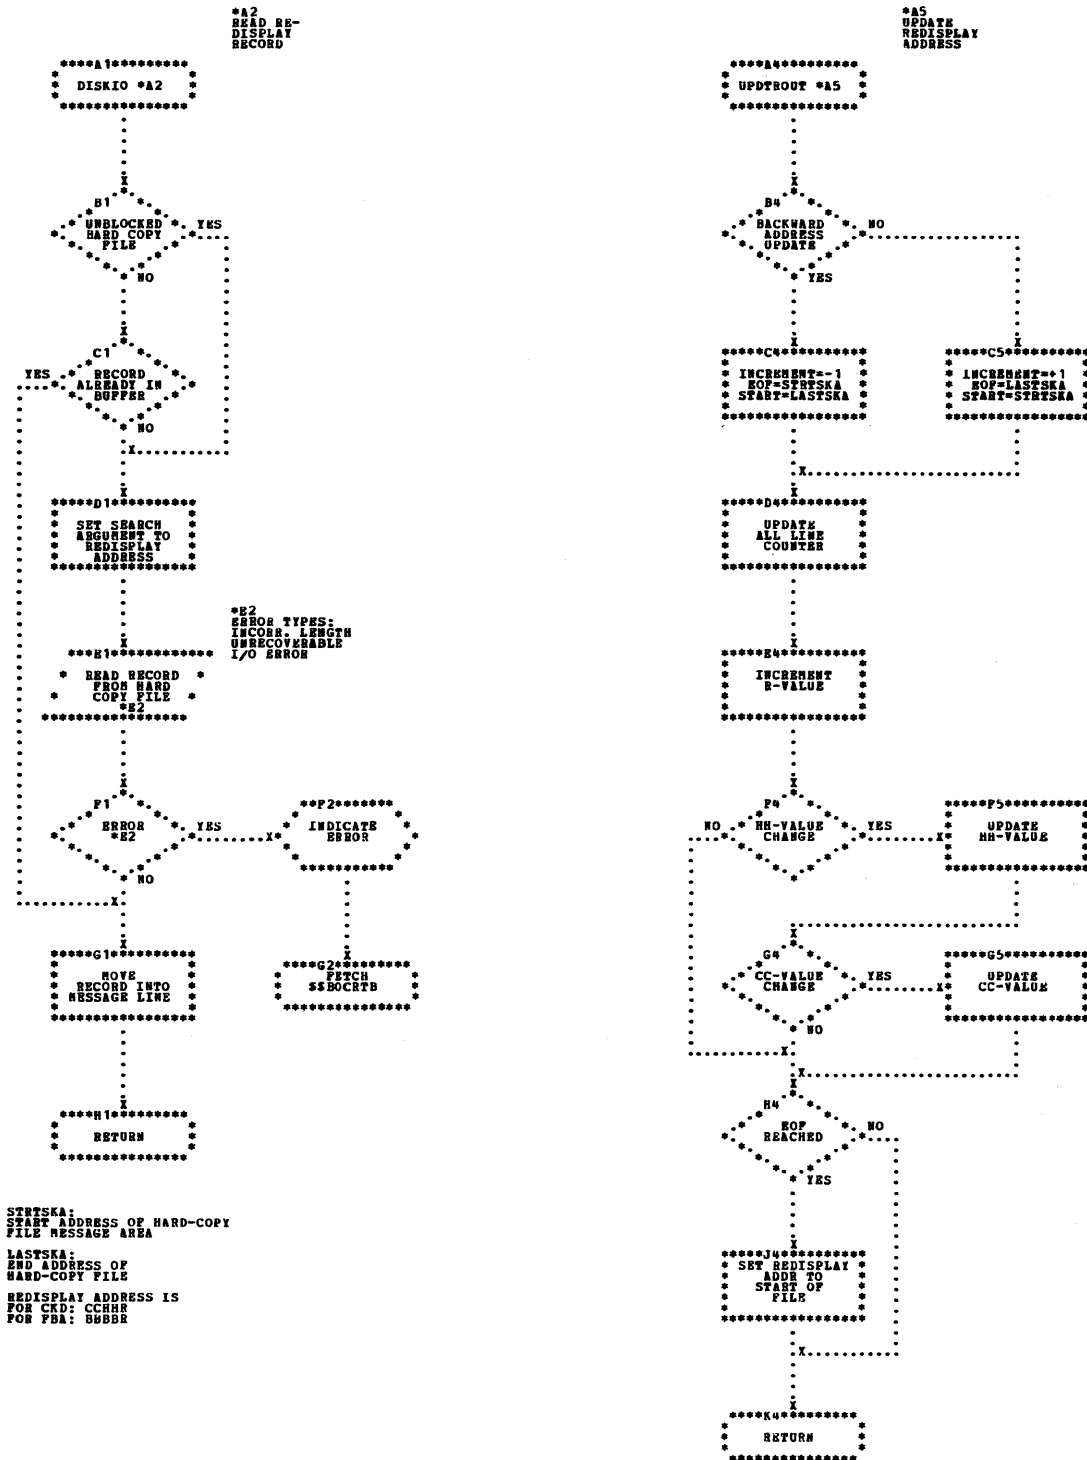 *A2
READ RE-
DISPLAY
RECORD
*****A1**********
DISKIO *A2
B1
UNBLOCKED
HARD COPY
FILE
YES
NO
C1
YES
RECORD
ALREADY IN
BUFFER
NO
*****D1**********
SET SEARCH
ARGUMENT TO
REDISPLAY
ADDRESS
*E2
ERROR TYPES:
INCORR. LENGTH
UNRECOVERABLE
I/O ERROR
***E1************
READ RECORD
FROM HARD
COPY FILE
*E2
F1
ERROR
*E2
YES
NO
**F2*******
INDICATE
ERROR
*****G1**********
MOVE
RECORD INTO
MESSAGE LINE
****G2*********
FETCH
$$BOCRTB
****H1*********
RETURN
STRTSKA:
START ADDRESS OF HARD-COPY
FILE MESSAGE AREA
LASTSKA:
END ADDRESS OF
HARD-COPY FILE
REDISPLAY ADDRESS IS
FOR CKD: CCHHR
FOR FBA: BBBBR
*A5
UPDATE
REDISPLAY
ADDRESS
****A4*********
UPDTROUT *A5
B4
BACKWARD
ADDRESS
UPDATE
NO
YES
*****C4**********
INCREMENT=-1
EOF=STRTSKA
START=LASTSKA
*****C5**********
INCREMENT=+1
EOF=LASTSKA
START=STRTSKA
*****D4**********
UPDATE
ALL LINE
COUNTER
*****E4**********
INCREMENT
R-VALUE
F4
NO
HH-VALUE
CHANGE
YES
*****F5**********
UPDATE
HH-VALUE
G4
CC-VALUE
CHANGE
YES
NO
*****G5**********
UPDATE
CC-VALUE
H4
EOF
REACHED
NO
YES
*****J4**********
SET REDISPLAY
ADDR TO
START OF
FILE
****K4*********
RETURN